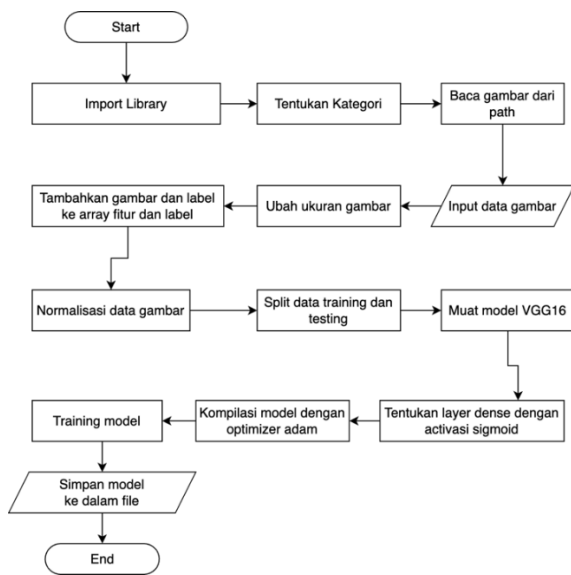 Start
Import Library
Tentukan Kategori
Baca gambar dari
path
Input data gambar
Ubah ukuran gambar
Tambahkan gambar dan label
ke array fitur dan label
Normalisasi data gambar
Split data training dan
testing
Muat model VGG16
Tentukan layer dense dengan
activasi sigmoid
Kompilasi model dengan
optimizer adam
Training model
Simpan model
ke dalam file
End